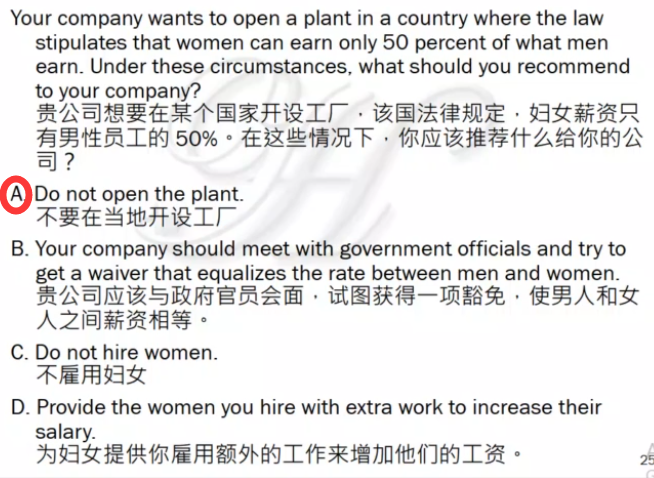 Your company wants to open a plant in a country where the law
stipulates that women can earn only 50 percent of what men
earn. Under these circumstances, what should you recommend
to your company?
贵公司想要在某个国家开设工厂，该国法律规定，妇女薪资只
有男性员工的 50%。在这些情况下，你应该推荐什么给你的公
司？
A. Do not open the plant.
不要在当地开设工厂
B. Your company should meet with government officials and try to
get a waiver that equalizes the rate between men and women.
贵公司应该与政府官员会面，试图获得一项豁免，使男人和女
人之间薪资相等。
C. Do not hire women.
不雇用妇女
D. Provide the women you hire with extra work to increase their
salary.
为妇女提供你雇用额外的工作来增加他们的工资。
25